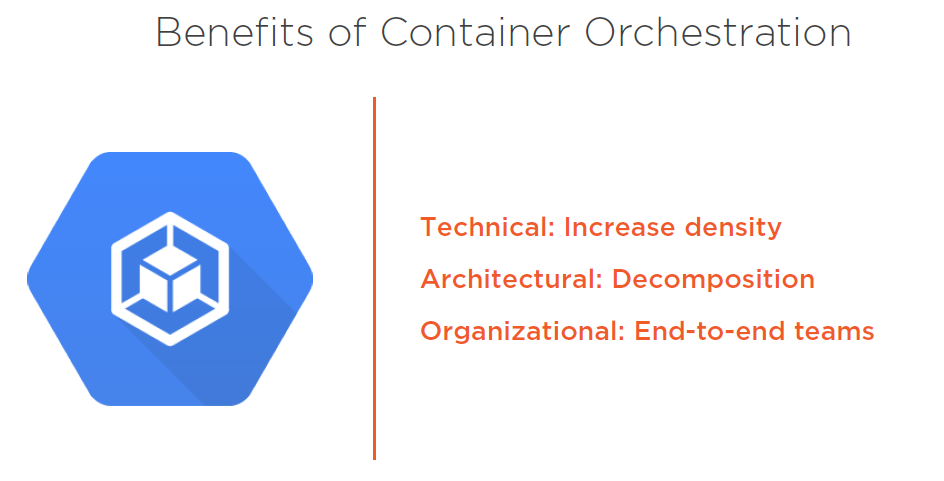 Benefits of Container Orchestration
Technical: Increase density
Architectural: Decomposition
Organizational: End-to-end teams